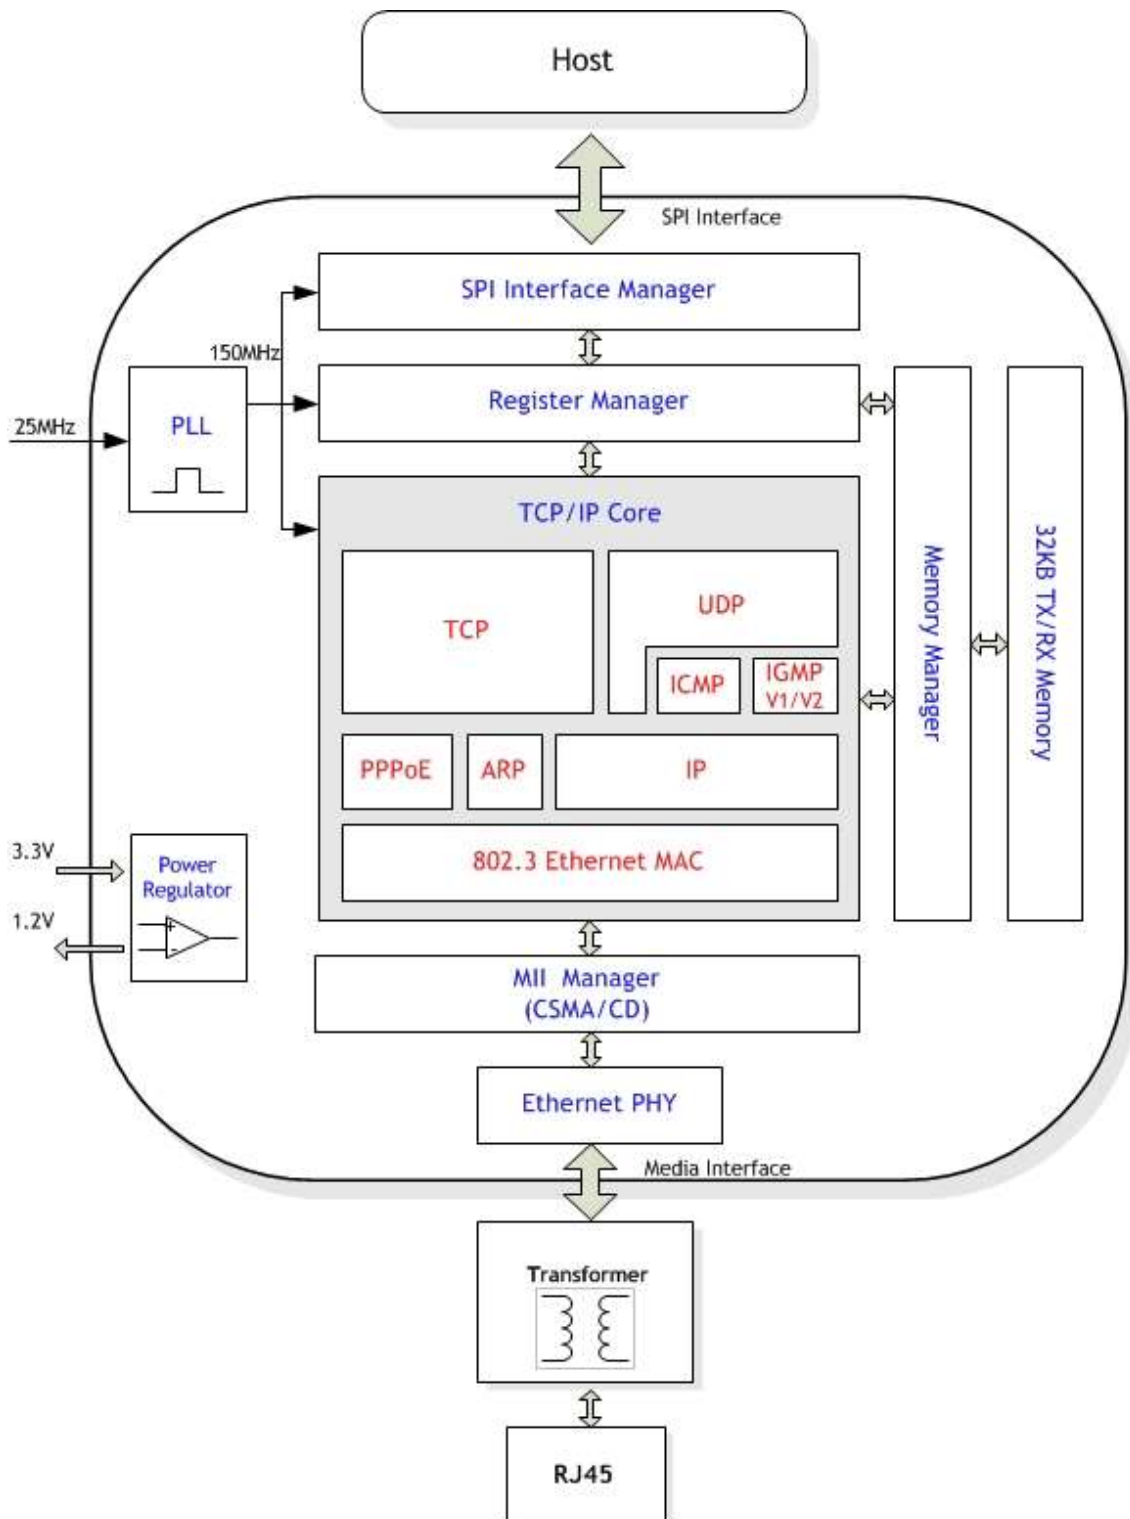 Host
SPI Interface
SPI Interface Manager
150MHz
Register Manager
25MHz
PLL
TCP/IP Core
TCP
UDP
ICMP
IGMP
V1/V2
PPPoE
ARP
IP
802.3 Ethernet MAC
Memory Manager
32KB TX/RX Memory
3.3V
1.2V
Power
Regulator
+
-
MII Manager
(CSMA/CD)
Ethernet PHY
Media Interface
Transformer
RJ45